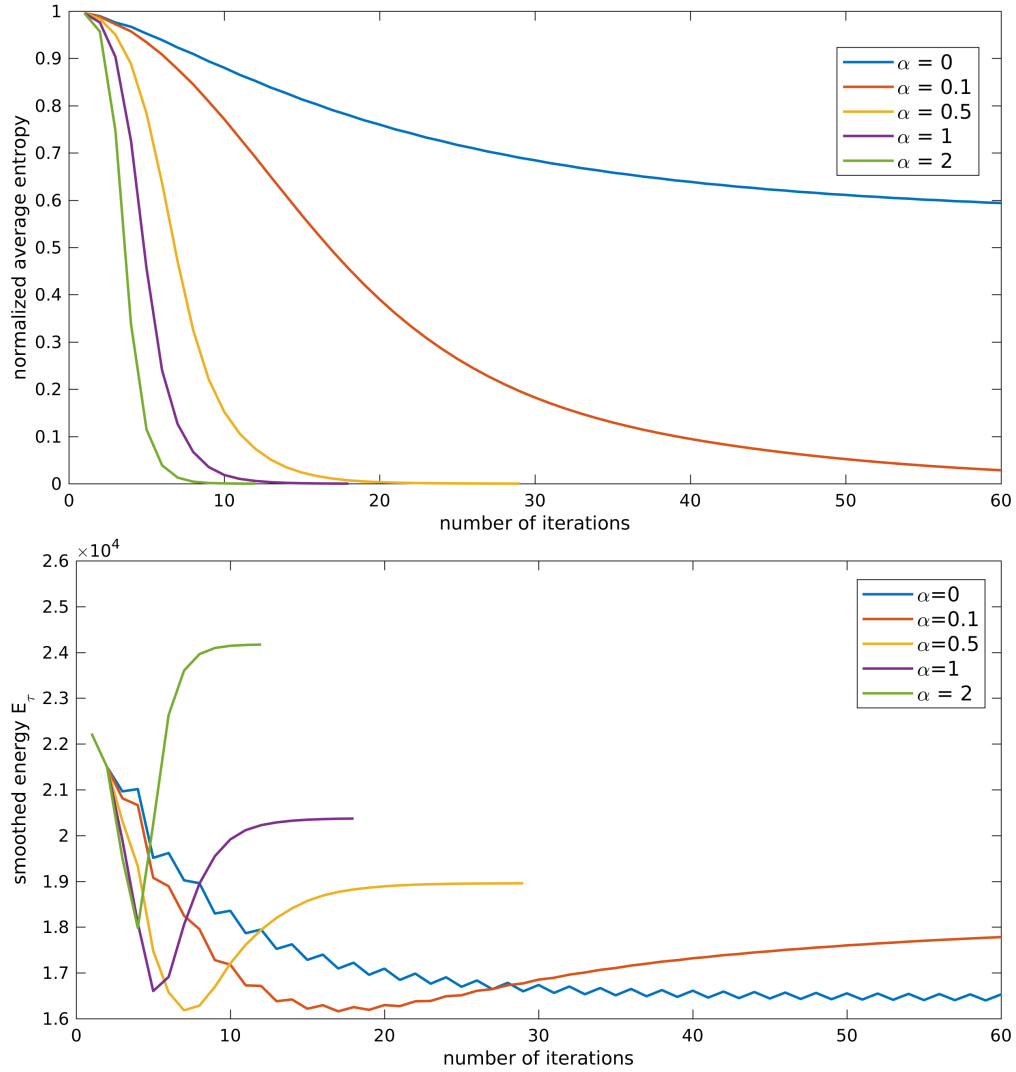 1
0.9
0.8
0.7
0.6
0.5
0.4
0.3
0.2
0.1
0
normalized average entropy
α = 0
α = 0.1
α = 0.5
α = 1
α = 2
0 10 20 30 40 50 60
number of iterations
×10⁴
2.6
2.5
2.4
2.3
2.2
2.1
2
1.9
1.8
1.7
1.6
smoothed energy E_τ
α=0
α=0.1
α=0.5
α=1
α = 2
0 10 20 30 40 50 60
number of iterations